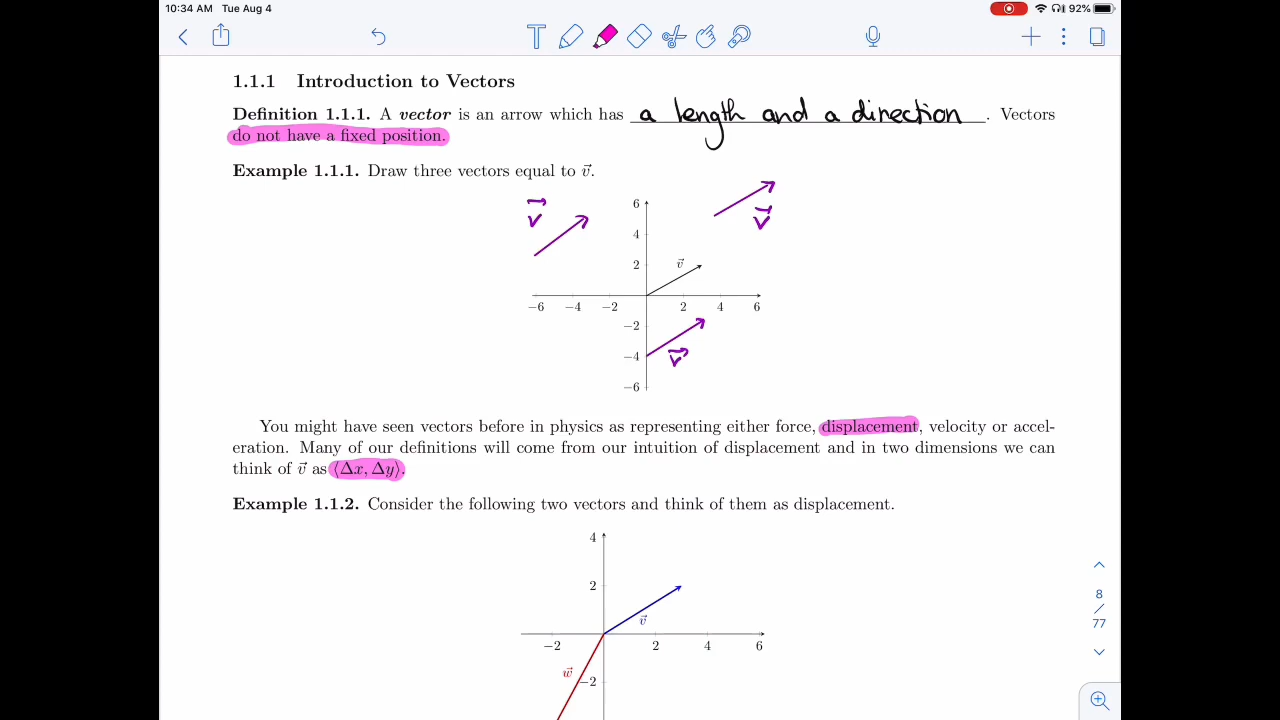 10:34 AM Tue Aug 4 92%
1.1.1 Introduction to Vectors
Definition 1.1.1. A vector is an arrow which has a length and a direction. Vectors
do not have a fixed position.
Example 1.1.1. Draw three vectors equal to v⃗.
v⃗
6
v⃗
4
2
v⃗
−6 −4 −2 2 4 6
−2
−4
v⃗
−6
You might have seen vectors before in physics as representing either force, displacement, velocity or accel-
eration. Many of our definitions will come from our intuition of displacement and in two dimensions we can
think of v⃗ as ⟨Δx, Δy⟩.
Example 1.1.2. Consider the following two vectors and think of them as displacement.
4
2
v⃗
−2 2 4 6
w⃗
−2
8
/
77